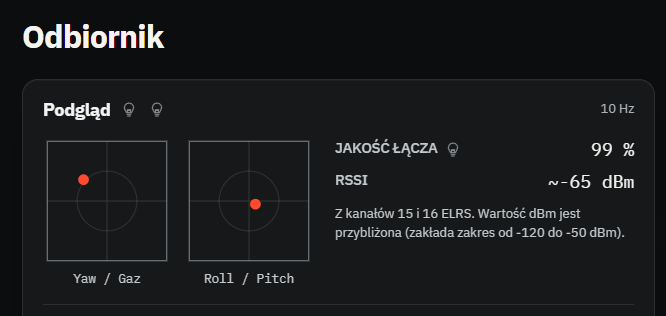 Odbiornik
Podgląd
10 Hz
JAKOŚĆ ŁĄCZA 99 %
RSSI ~-65 dBm
Z kanałów 15 i 16 ELRS. Wartość dBm jest
przybliżona (zakłada zakres od -120 do -50 dBm).
Yaw / Gaz
Roll / Pitch